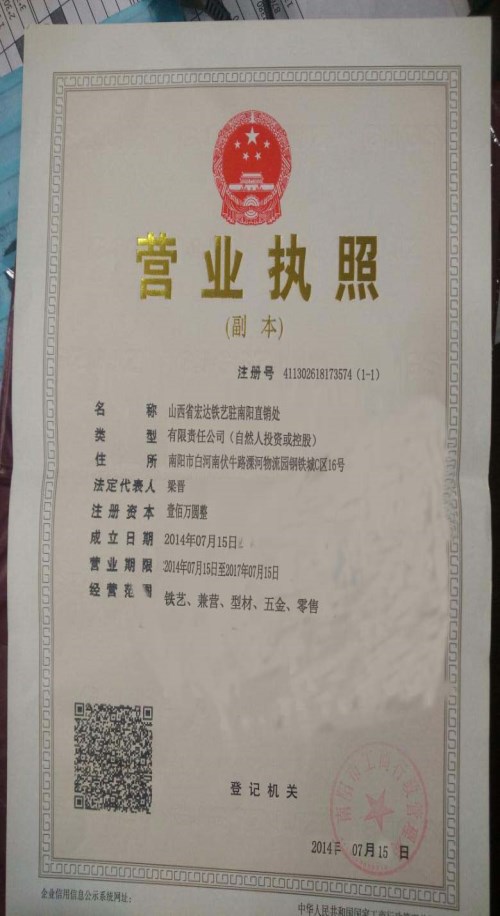 营业执照
(副 本)
注册号 411302618173574（1-1）
名 称 山西省宏达铁艺驻南阳直销处
类 型 有限责任公司（自然人投资或控股）
住 所 南阳市白河南伏牛路溧河物流园钢铁城C区16号
法定代表人 梁晋
注册资本 壹佰万圆整
成立日期 2014年07月15日
营业期限 2014年07月15日至2017年07月15日
经营范围 铁艺、兼营、型材、五金、零售
登记机关
2014年 07月15 日
企业信用信息公示系统网址：
中华人民共和国国家工商行